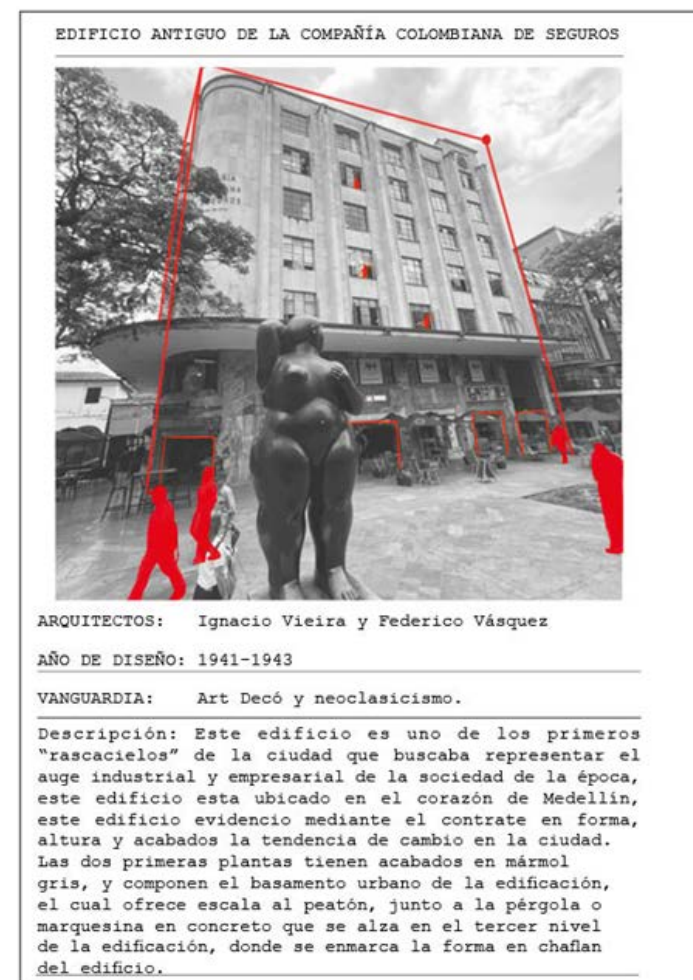 EDIFICIO ANTIGUO DE LA COMPAÑÍA COLOMBIANA DE SEGUROS
ARQUITECTOS: Ignacio Vieira y Federico Vásquez
AÑO DE DISEÑO: 1941-1943
VANGUARDIA: Art Decó y neoclasicismo.
Descripción: Este edificio es uno de los primeros
“rascacielos” de la ciudad que buscaba representar el
auge industrial y empresarial de la sociedad de la época,
este edificio esta ubicado en el corazón de Medellín,
este edificio evidencio mediante el contrate en forma,
altura y acabados la tendencia de cambio en la ciudad.
Las dos primeras plantas tienen acabados en mármol
gris, y componen el basamento urbano de la edificación,
el cual ofrece escala al peatón, junto a la pérgola o
marquesina en concreto que se alza en el tercer nivel
de la edificación, donde se enmarca la forma en chaflan
del edificio.